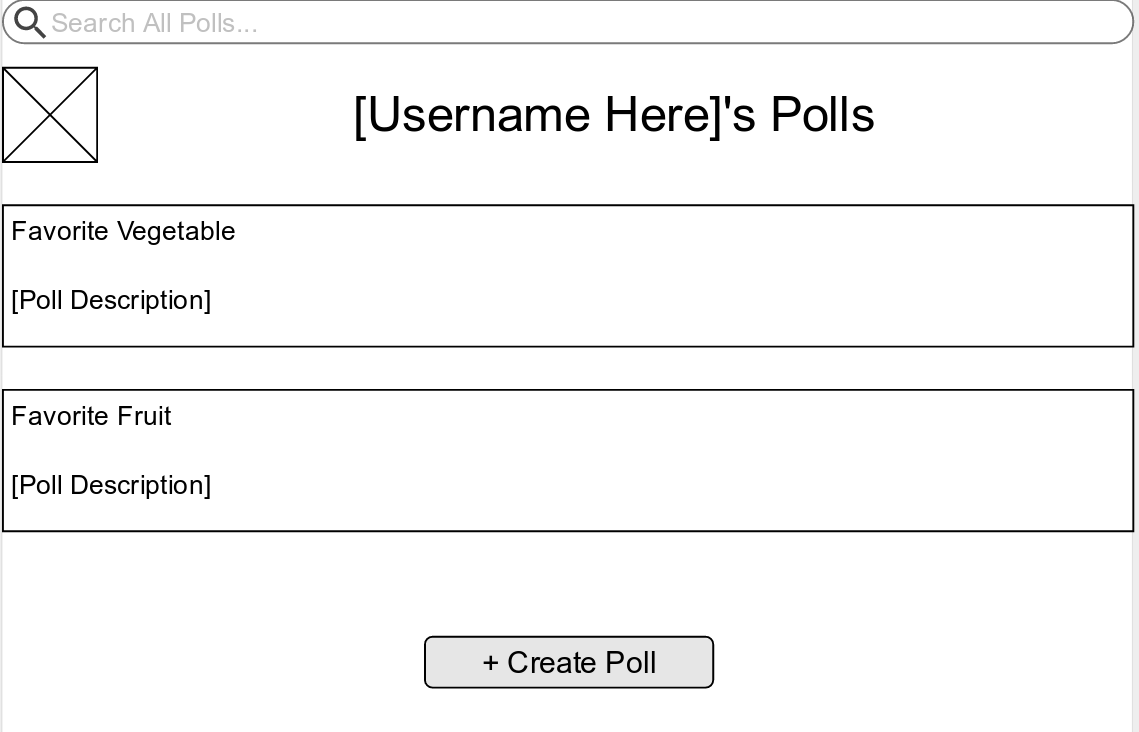 Search All Polls...
[Username Here]'s Polls
Favorite Vegetable
[Poll Description]
Favorite Fruit
[Poll Description]
+ Create Poll